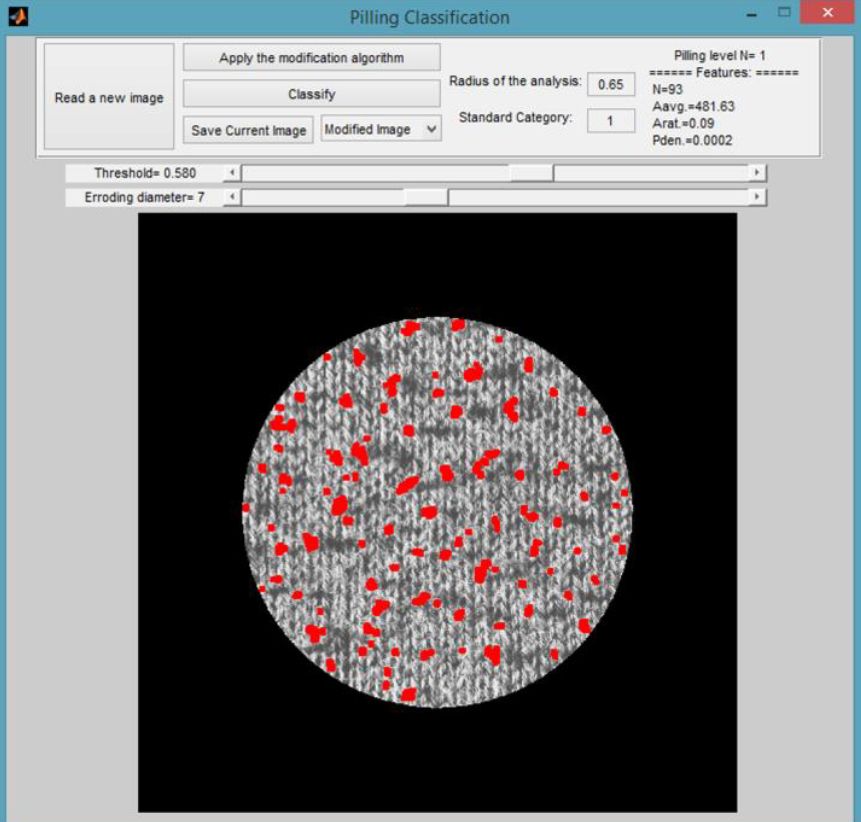 Pilling Classification
Read a new image
Apply the modification algorithm
Classify
Save Current Image
Modified Image
Radius of the analysis:
0.65
Standard Category:
1
Pilling level N= 1
====== Features: ======
N=93
Aavg.=481.63
Arat.=0.09
Pden.=0.0002
Threshold= 0.580
Erroding diameter= 7